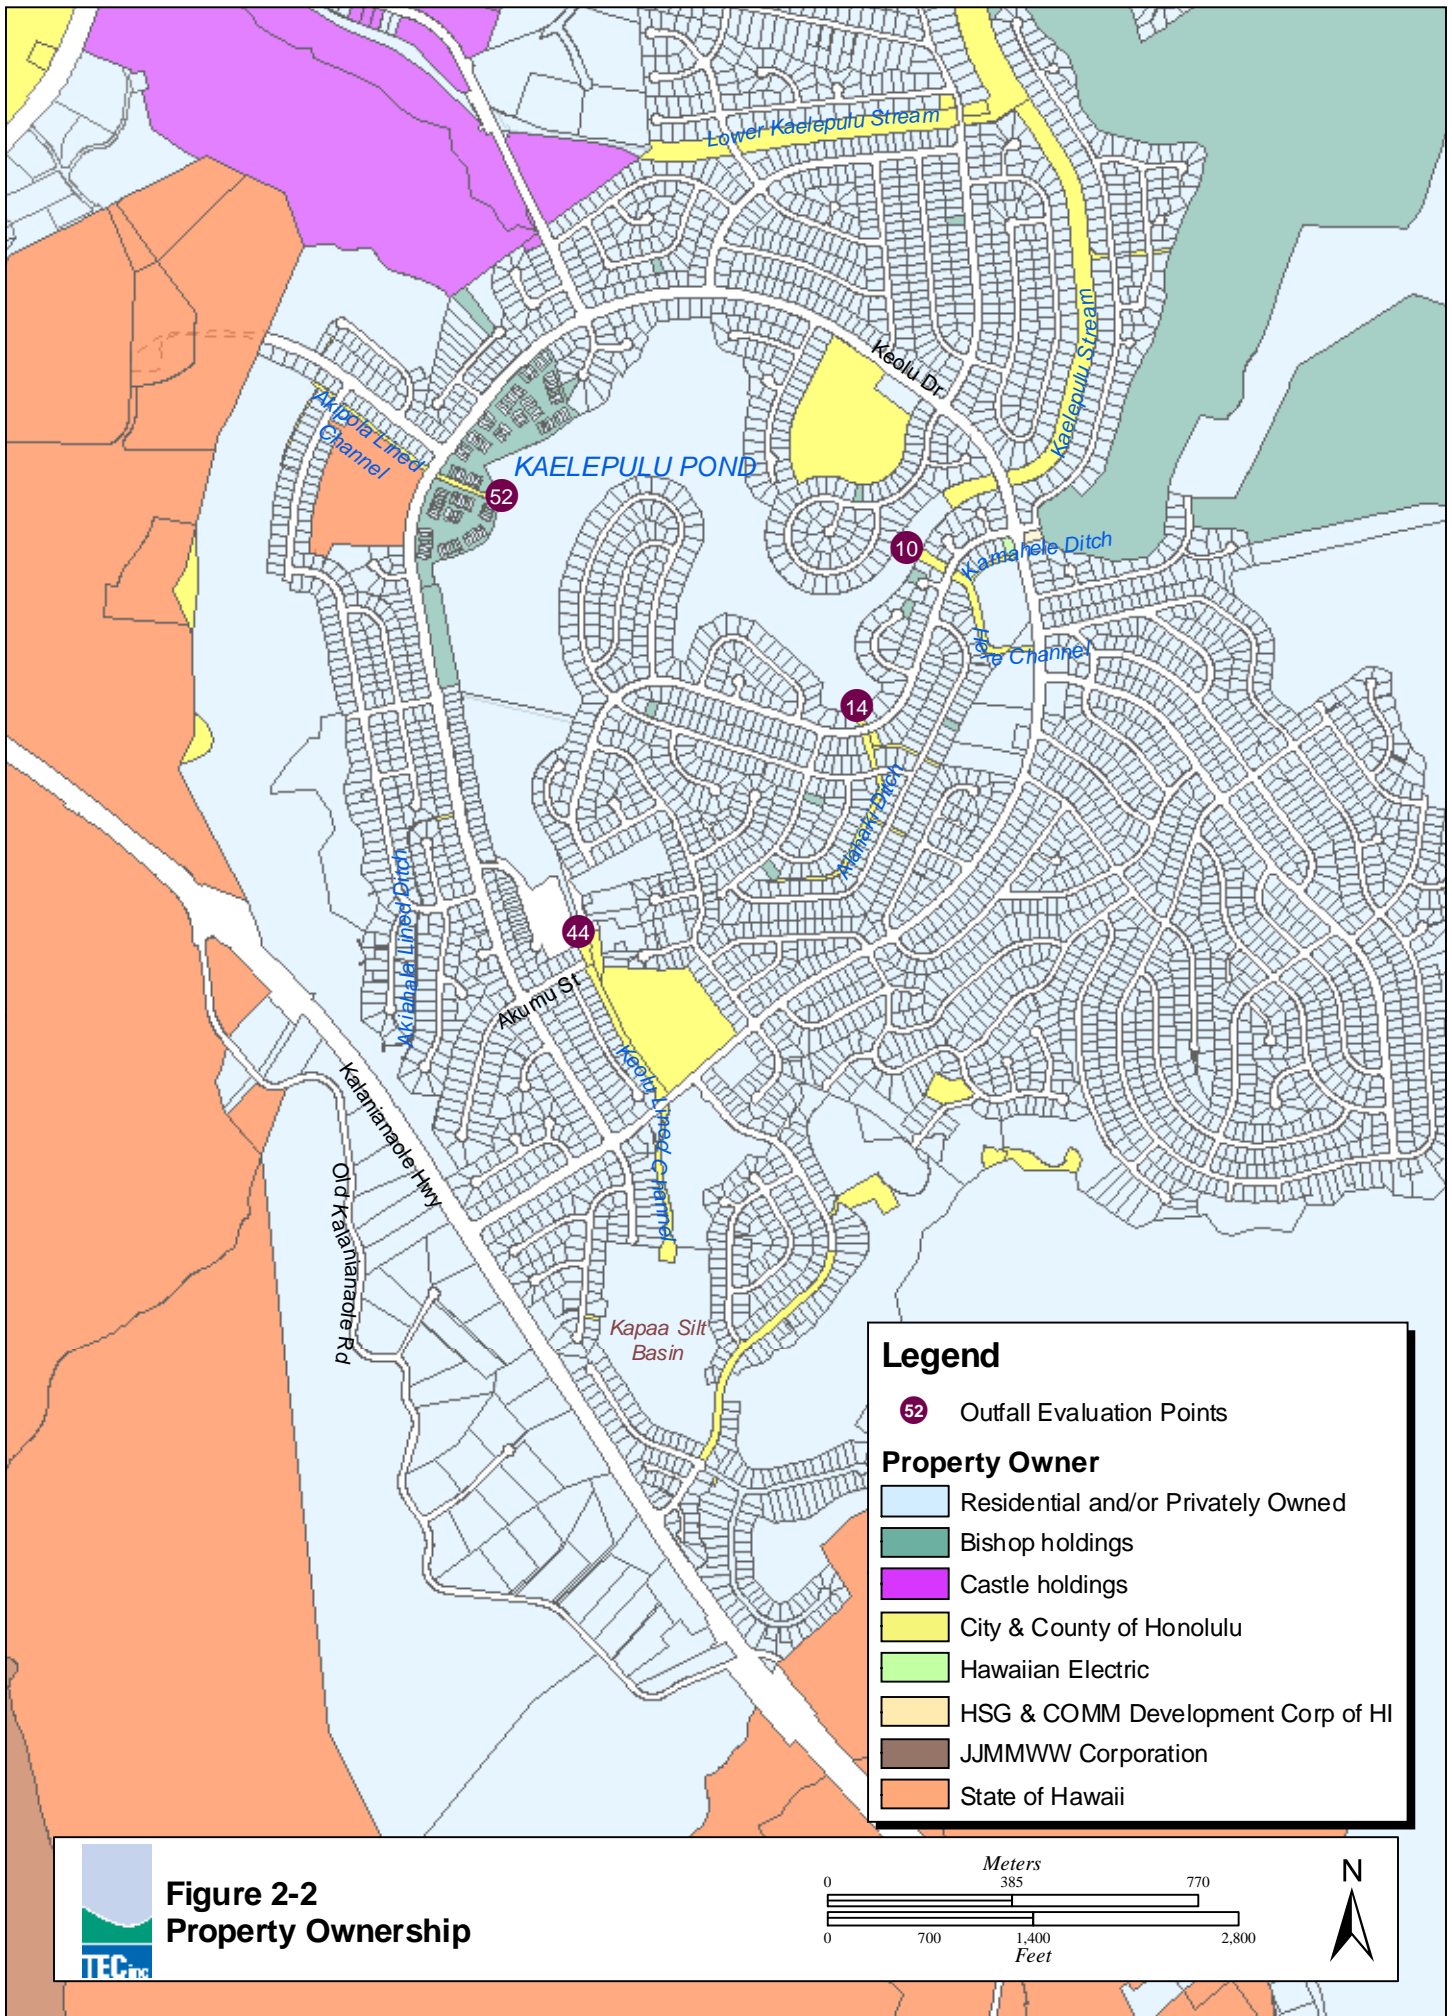 Lower Kaelepulu Stream
Kaelepulu Stream
Keolu Dr
Akipola Lined
Channel
KAELEPULU POND
52
10
Kamahele Ditch
Hele Channel
14
Alahaki Ditch
Akiahala Lined Ditch
44
Akumu St
Keolu Lined Channel
Kalanianaole Hwy
Old Kalanianaole Rd
Kapaa Silt
Basin
Legend
52 Outfall Evaluation Points
Property Owner
Residential and/or Privately Owned
Bishop holdings
Castle holdings
City & County of Honolulu
Hawaiian Electric
HSG & COMM Development Corp of HI
JJMMWW Corporation
State of Hawaii
TEC inc
Figure 2-2
Property Ownership
Meters
0 385 770
0 700 1,400 2,800
Feet
N